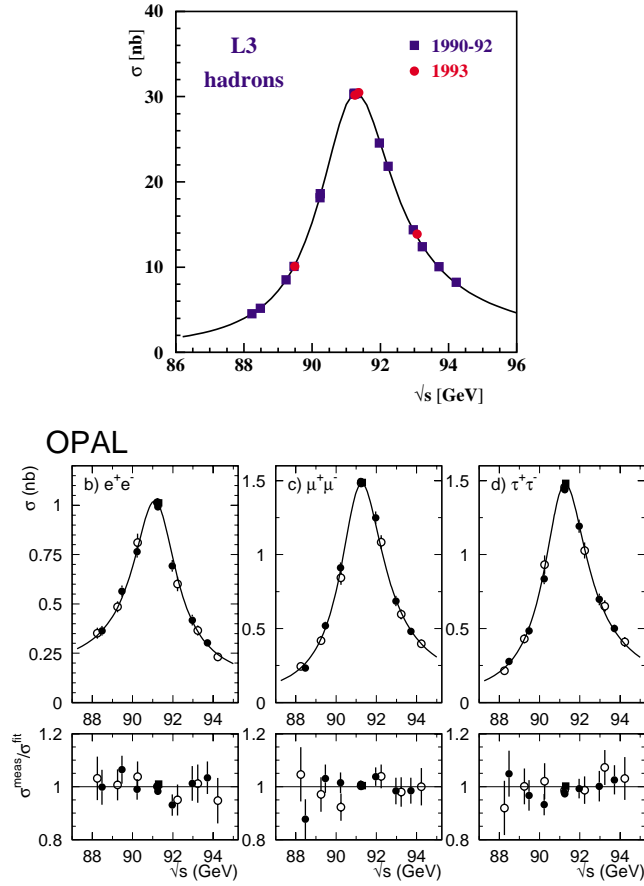 σ [nb]
40
30
20
10
0
L3
hadrons
1990-92
1993
86 88 90 92 94 96
√s [GeV]
OPAL
σ (nb)
b) e+e-
1
0.75
0.5
0.25
0
c) μ+μ-
1.5
1
0.5
0
d) τ+τ-
1.5
1
0.5
0
88 90 92 94
88 90 92 94
88 90 92 94
σmeas/σfit
1.2
1
0.8
1.2
1
0.8
1.2
1
0.8
88 90 92 94
88 90 92 94
88 90 92 94
√s (GeV)
√s (GeV)
√s (GeV)